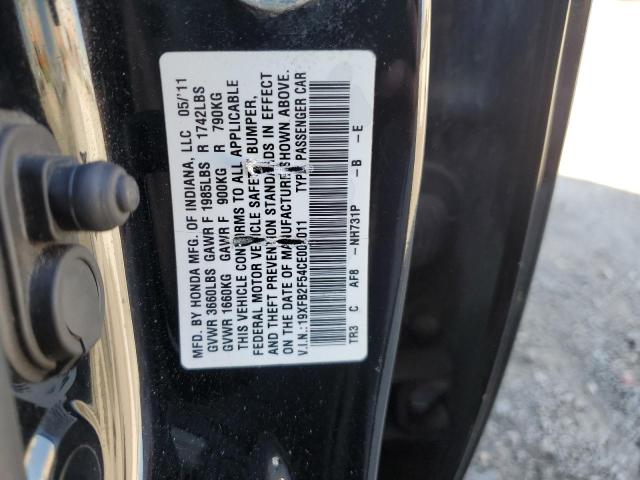 MFD. BY HONDA MFG. OF INDIANA, LLC 05/'11
GVWR 3660LBS GAWR F 1985LBS R 1742LBS
GVWR 1660KG GAWR F 900KG R 790KG
THIS VEHICLE CONFORMS TO ALL APPLICABLE
FEDERAL MOTOR VEHICLE SAFETY BUMPER,
AND THEFT PREVENTION STANDARDS IN EFFECT
ON THE DATE OF MANUFACTURE SHOWN ABOVE.
V.I.N.: TYPE: PASSENGER CAR
TR3 C AF8 -NH731P -B -E